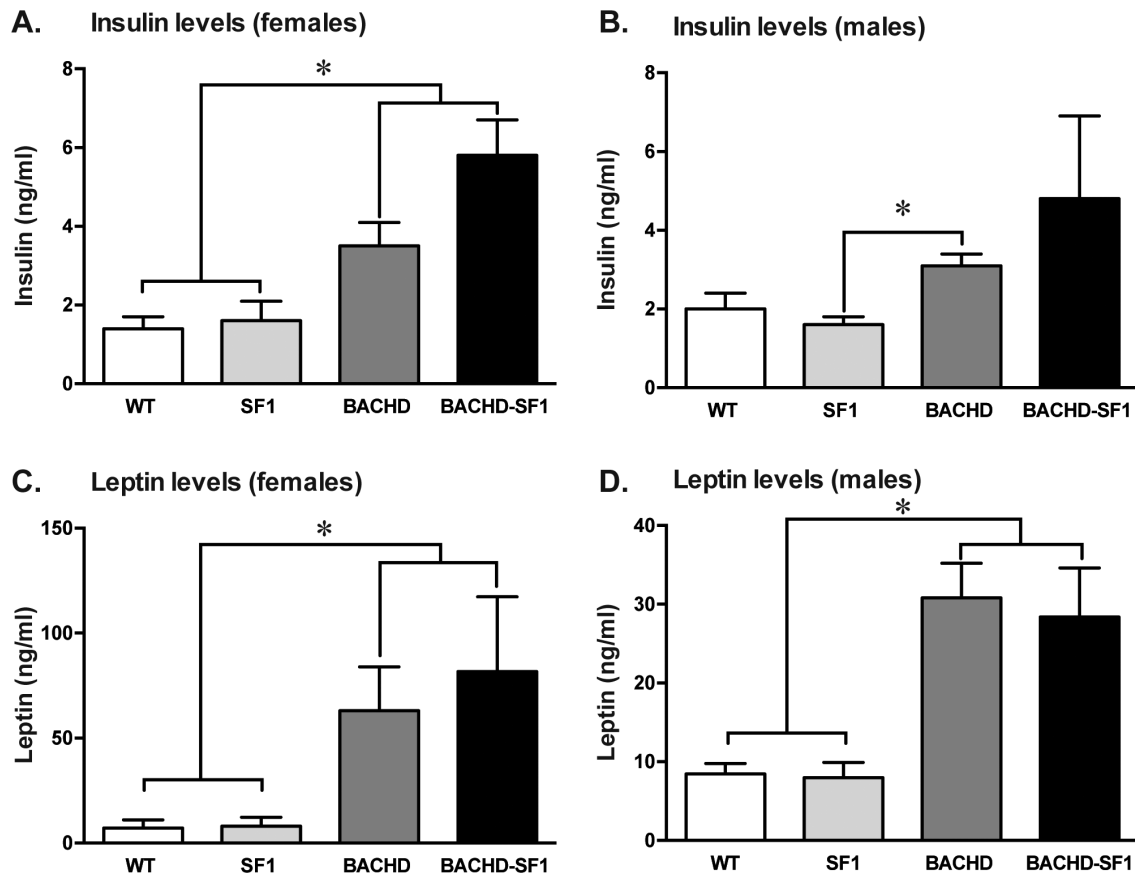 A. Insulin levels (females)
*
8
6
4
2
0
Insulin (ng/ml)
WT SF1 BACHD BACHD-SF1
B. Insulin levels (males)
*
8
6
4
2
0
Insulin (ng/ml)
WT SF1 BACHD BACHD-SF1
C. Leptin levels (females)
*
150
100
50
0
Leptin (ng/ml)
WT SF1 BACHD BACHD-SF1
D. Leptin levels (males)
*
40
30
20
10
0
Leptin (ng/ml)
WT SF1 BACHD BACHD-SF1